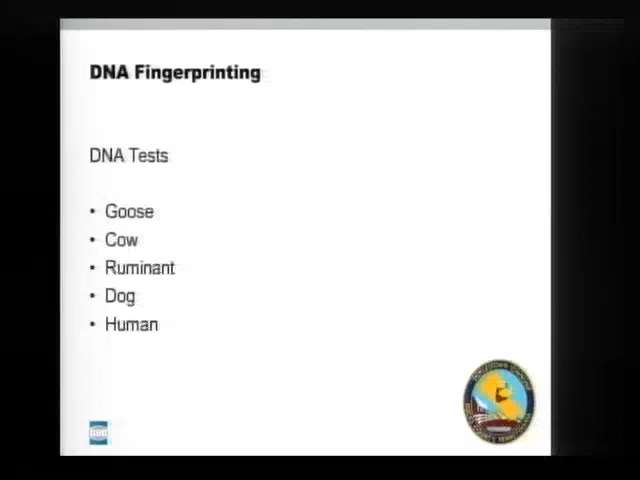 DNA Fingerprinting
DNA Tests
• Goose
• Cow
• Ruminant
• Dog
• Human